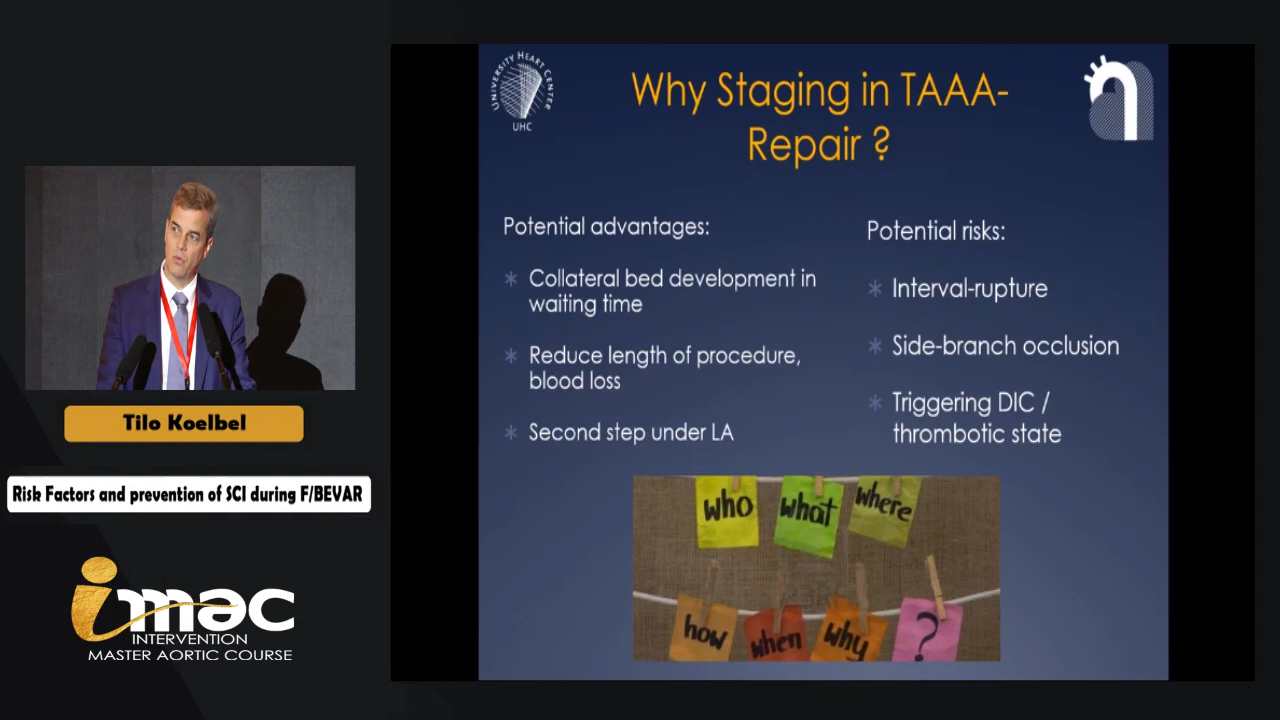 UNIVERSITY HEART CENTER
UHC
Why Staging in TAAA-
Repair ?
Potential advantages:
* Collateral bed development in
waiting time
* Reduce length of procedure,
blood loss
* Second step under LA
Potential risks:
* Interval-rupture
* Side-branch occlusion
* Triggering DIC /
thrombotic state
who
what
where
how
when
why
?
Tilo Koelbel
Risk Factors and prevention of SCI during F/BEVAR
imac
INTERVENTION
MASTER AORTIC COURSE